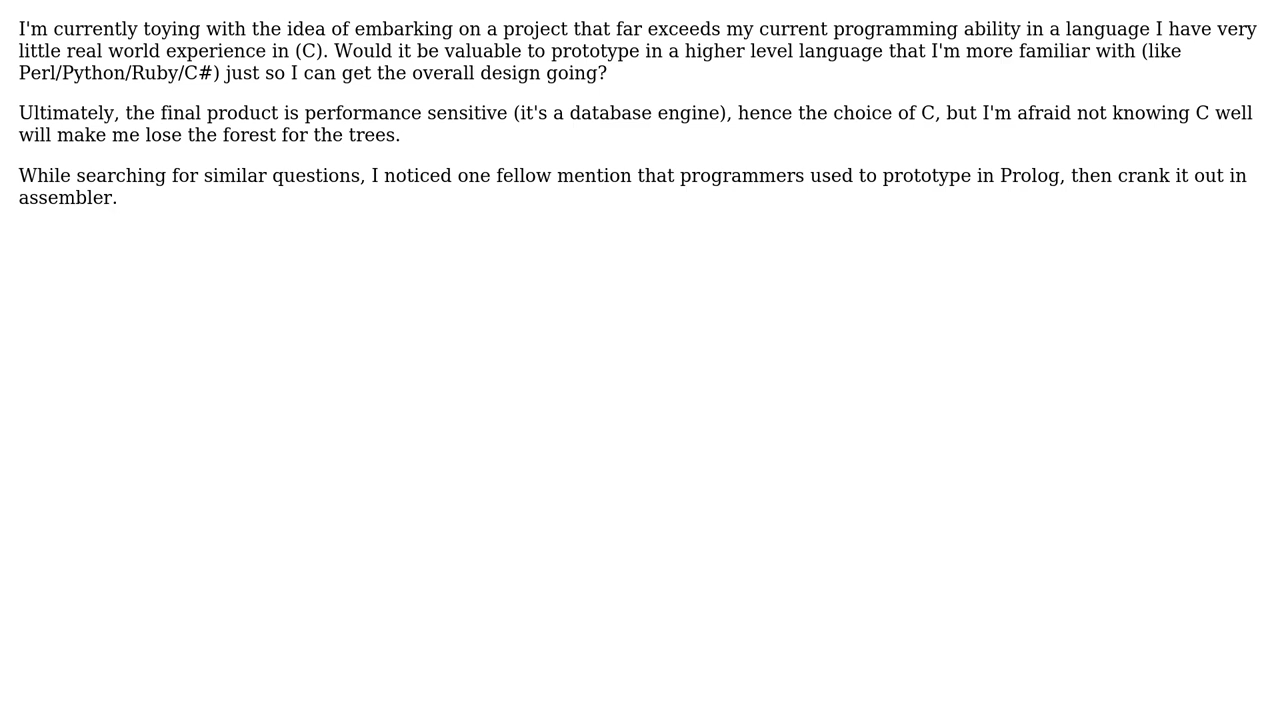 I'm currently toying with the idea of embarking on a project that far exceeds my current programming ability in a language I have very
little real world experience in (C). Would it be valuable to prototype in a higher level language that I'm more familiar with (like
Perl/Python/Ruby/C#) just so I can get the overall design going?
Ultimately, the final product is performance sensitive (it's a database engine), hence the choice of C, but I'm afraid not knowing C well
will make me lose the forest for the trees.
While searching for similar questions, I noticed one fellow mention that programmers used to prototype in Prolog, then crank it out in
assembler.